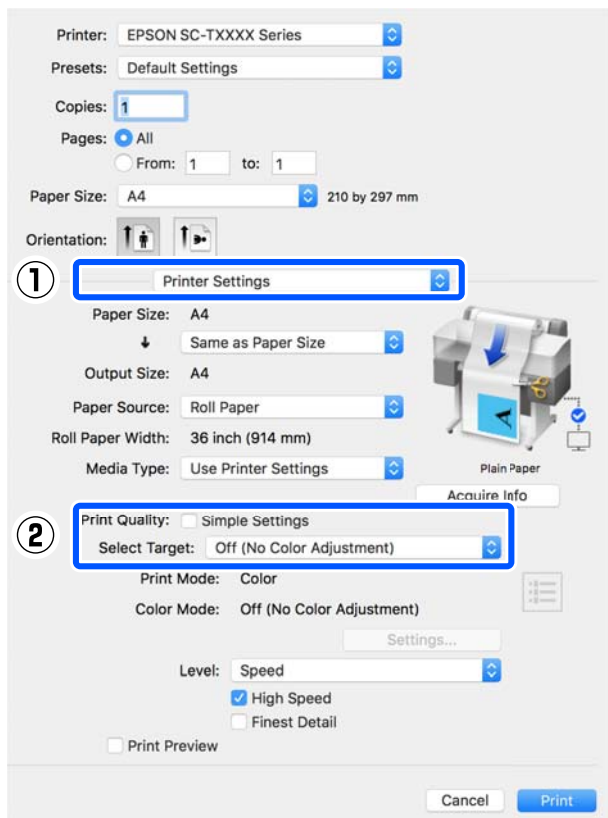 Printer: EPSON SC-TXXXX Series
Presets: Default Settings
Copies: 1
Pages: All
From: 1 to: 1
Paper Size: A4 210 by 297 mm
Orientation:
① Printer Settings
Paper Size: A4
Same as Paper Size
Output Size: A4
Paper Source: Roll Paper
Roll Paper Width: 36 inch (914 mm)
Media Type: Use Printer Settings
Plain Paper
Acquire Info
② Print Quality: Simple Settings
Select Target: Off (No Color Adjustment)
Print Mode: Color
Color Mode: Off (No Color Adjustment)
Settings...
Level: Speed
High Speed
Finest Detail
Print Preview
Cancel Print